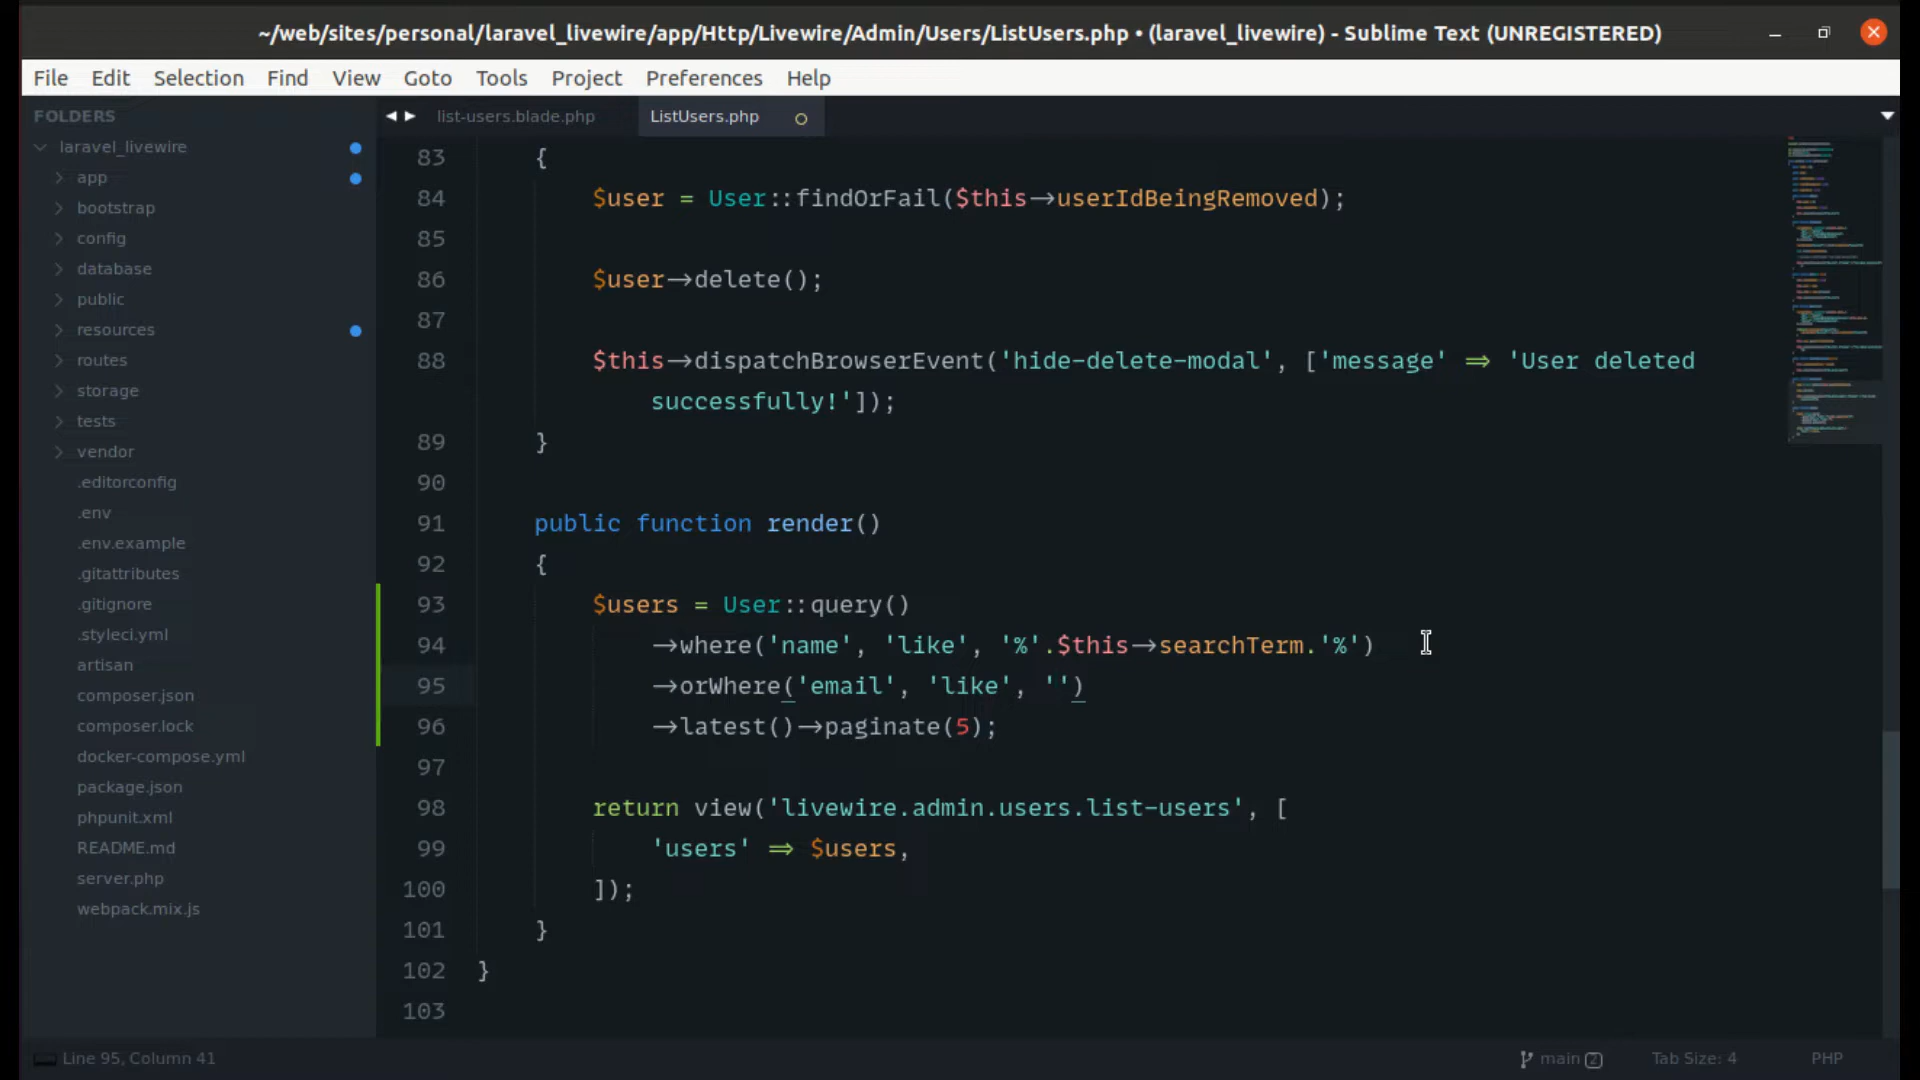 ~/web/sites/personal/laravel_livewire/app/Http/Livewire/Admin/Users/ListUsers.php • (laravel_livewire) - Sublime Text (UNREGISTERED)
File Edit Selection Find View Goto Tools Project Preferences Help
FOLDERS
laravel_livewire
app
bootstrap
config
database
public
resources
routes
storage
tests
vendor
.editorconfig
.env
.env.example
.gitattributes
.gitignore
.styleci.yml
artisan
composer.json
composer.lock
docker-compose.yml
package.json
phpunit.xml
README.md
server.php
webpack.mix.js
list-users.blade.php ListUsers.php
83 {
84 $user = User::findOrFail($this->userIdBeingRemoved);
85
86 $user->delete();
87
88 $this->dispatchBrowserEvent('hide-delete-modal', ['message' => 'User deleted
successfully!']);
89 }
90
91 public function render()
92 {
93 $users = User::query()
94 ->where('name', 'like', '%'.$this->searchTerm.'%')
95 ->orWhere('email', 'like', '')
96 ->latest()->paginate(5);
97
98 return view('livewire.admin.users.list-users', [
99 'users' => $users,
100 ]);
101 }
102 }
103
Line 95, Column 41 main 2 Tab Size: 4 PHP